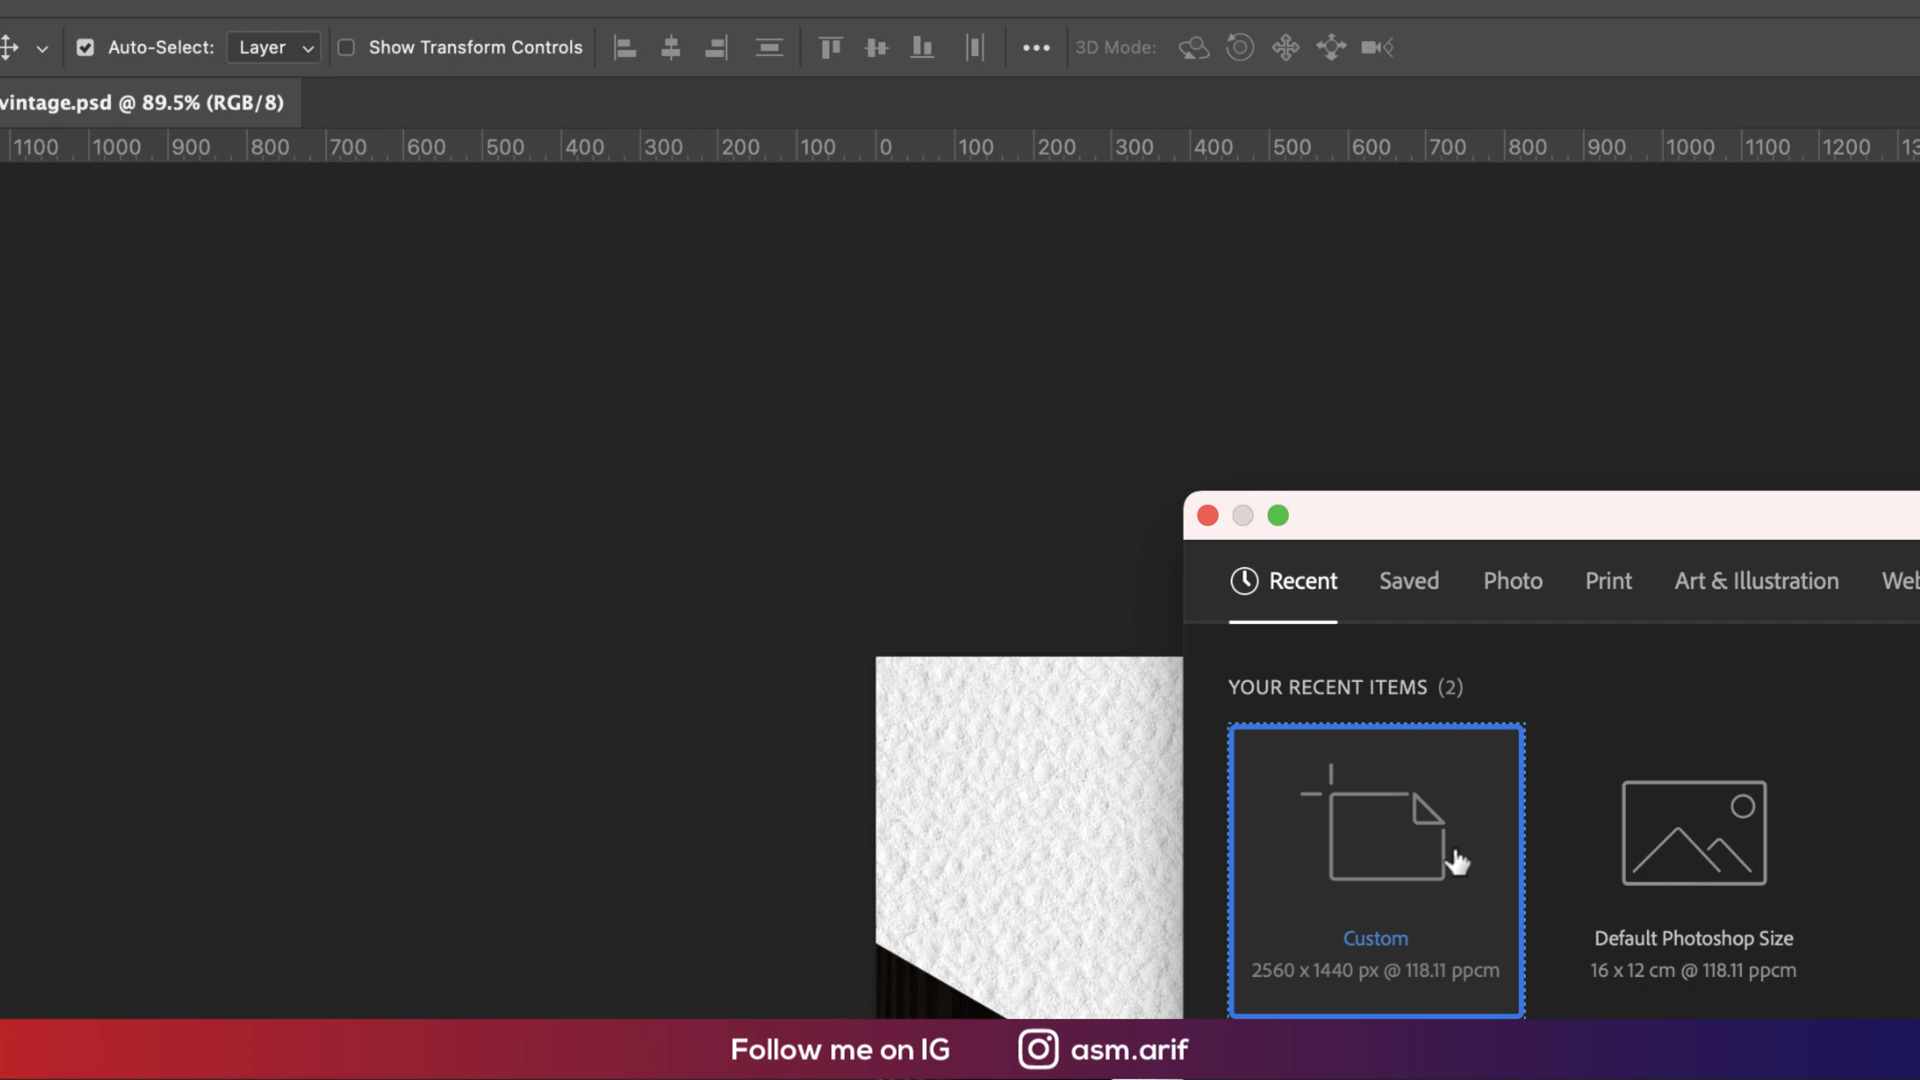 Auto-Select: Layer Show Transform Controls 3D Mode:
vintage.psd @ 89.5% (RGB/8)
1100 1000 900 800 700 600 500 400 300 200 100 0 100 200 300 400 500 600 700 800 900 1000 1100 1200 13
Recent Saved Photo Print Art & Illustration Web
YOUR RECENT ITEMS (2)
Custom
2560 x 1440 px @ 118.11 ppcm
Default Photoshop Size
16 x 12 cm @ 118.11 ppcm
Follow me on IG asm.arif